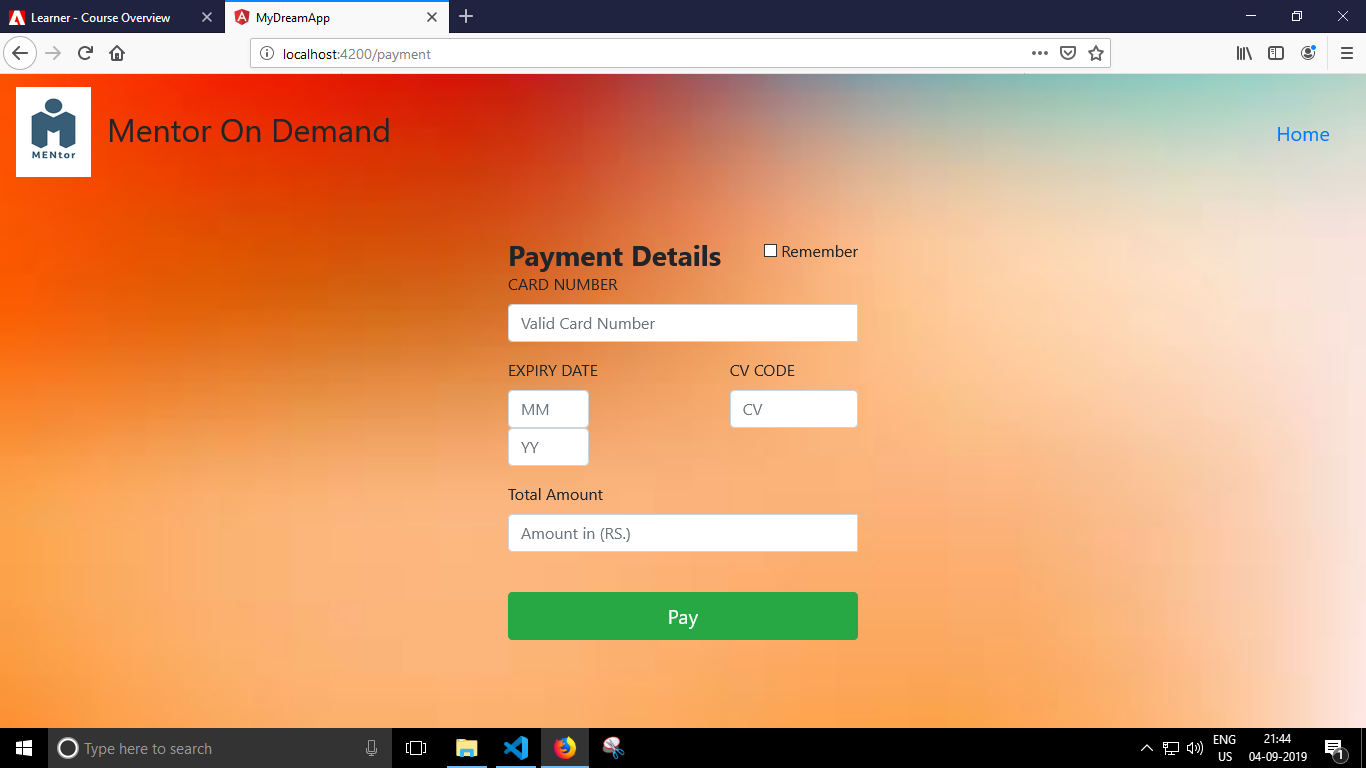 Learner - Course Overview
MyDreamApp
localhost:4200/payment
MENtor
Mentor On Demand
Home
Payment Details
Remember
CARD NUMBER
Valid Card Number
EXPIRY DATE
CV CODE
MM
CV
YY
Total Amount
Amount in (RS.)
Pay
Type here to search
ENG
US
21:44
04-09-2019
1